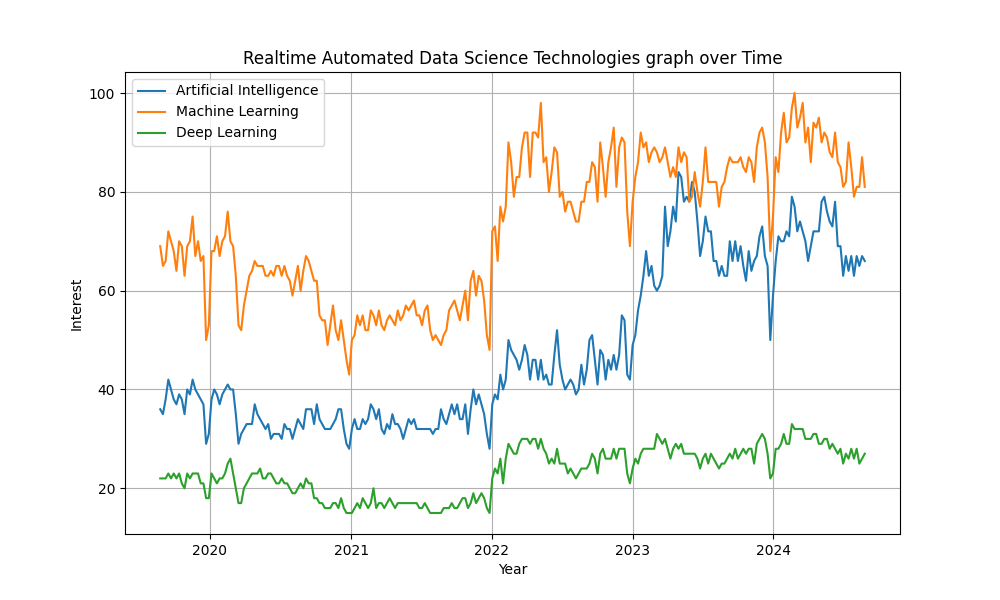 Realtime Automated Data Science Technologies graph over Time
Artificial Intelligence
Machine Learning
Deep Learning
100
80
60
40
20
Interest
2020 2021 2022 2023 2024
Year